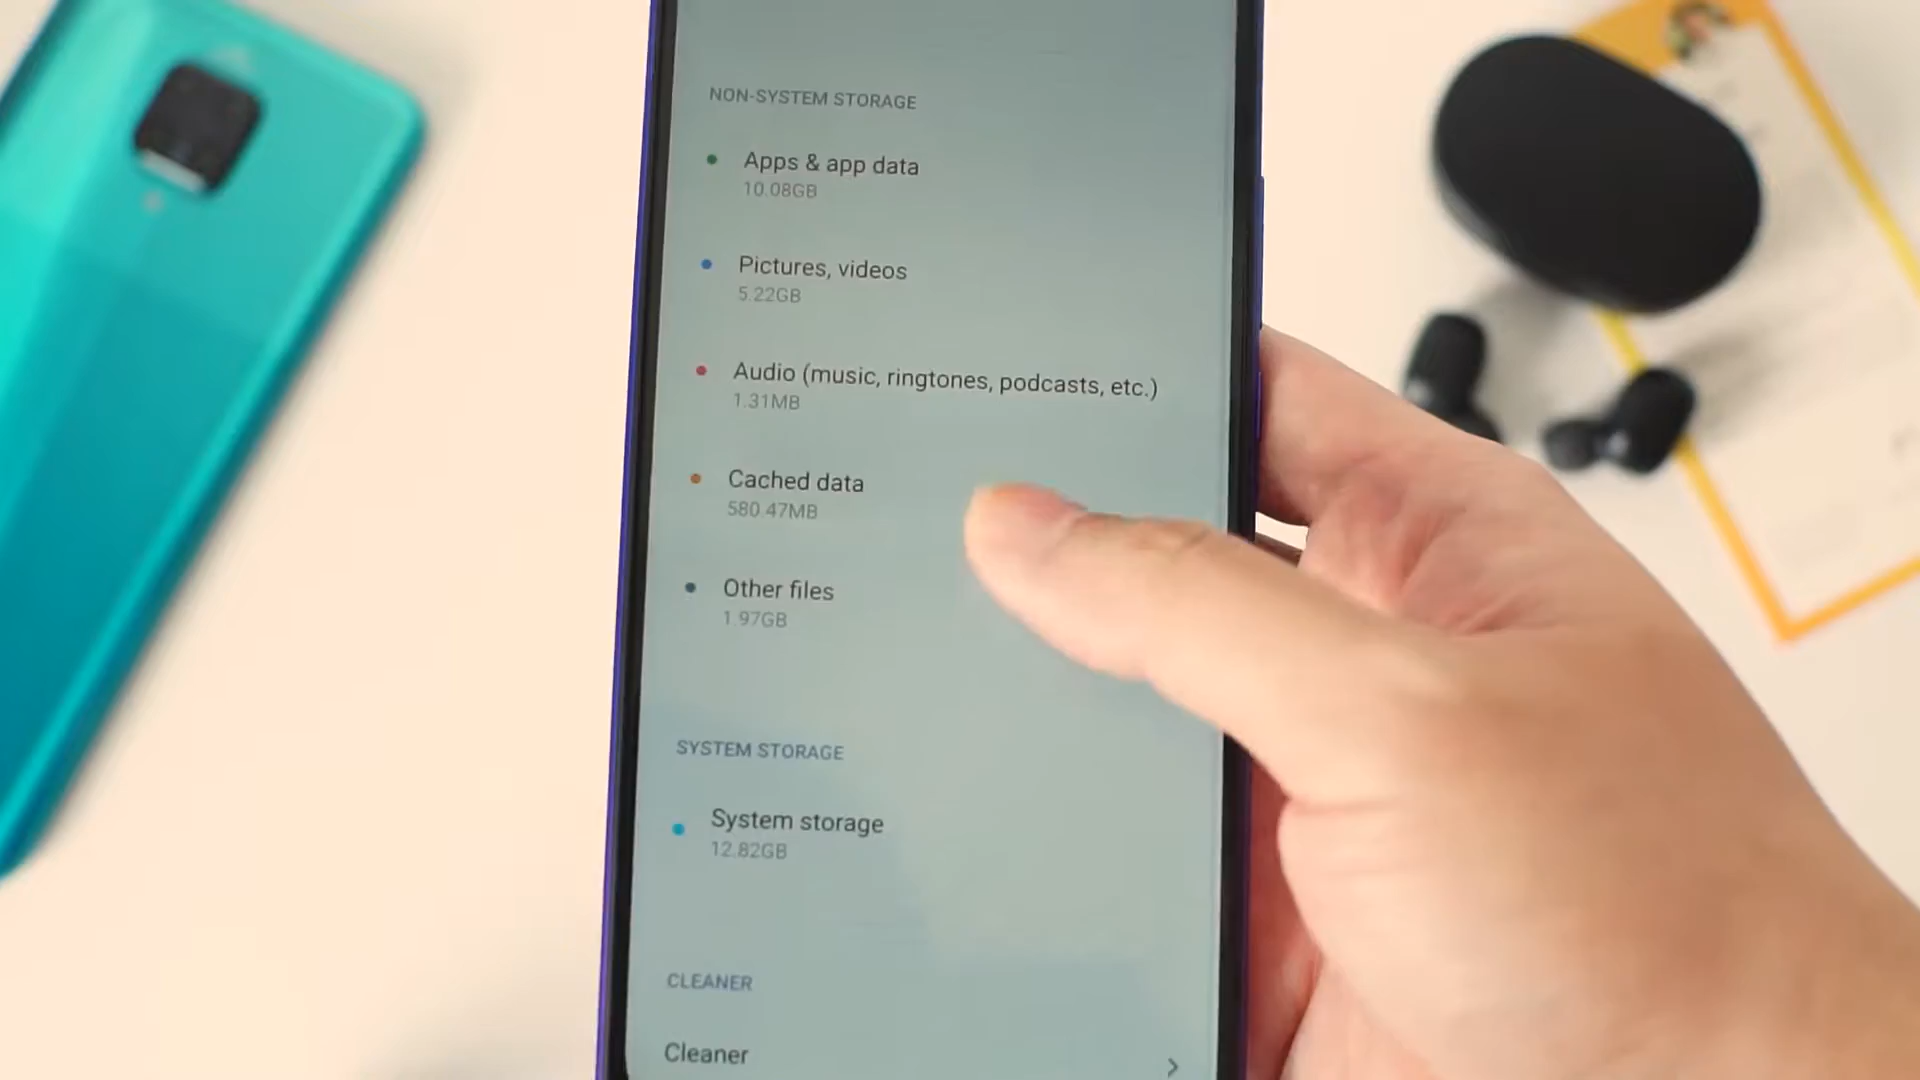 NON-SYSTEM STORAGE
Apps & app data
10.08GB
Pictures, videos
5.22GB
Audio (music, ringtones, podcasts, etc.)
1.31MB
Cached data
580.47MB
Other files
1.97GB
SYSTEM STORAGE
System storage
12.82GB
CLEANER
Cleaner